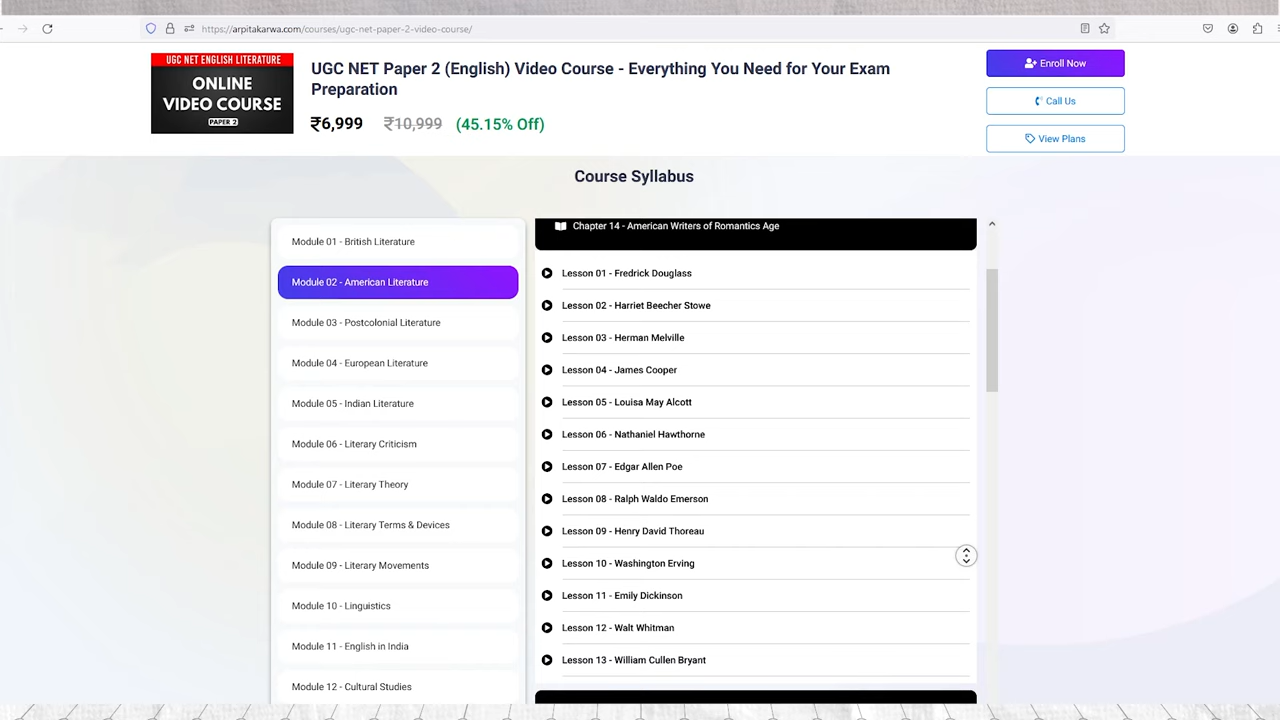 https://arpitakarwa.com/courses/ugc-net-paper-2-video-course/
UGC NET ENGLISH LITERATURE
ONLINE
VIDEO COURSE
PAPER 2
UGC NET Paper 2 (English) Video Course - Everything You Need for Your Exam
Preparation
₹6,999 ₹10,999 (45.15% Off)
Enroll Now
Call Us
View Plans
Course Syllabus
Module 01 - British Literature
Module 02 - American Literature
Module 03 - Postcolonial Literature
Module 04 - European Literature
Module 05 - Indian Literature
Module 06 - Literary Criticism
Module 07 - Literary Theory
Module 08 - Literary Terms & Devices
Module 09 - Literary Movements
Module 10 - Linguistics
Module 11 - English in India
Module 12 - Cultural Studies
Chapter 14 - American Writers of Romantics Age
Lesson 01 - Fredrick Douglass
Lesson 02 - Harriet Beecher Stowe
Lesson 03 - Herman Melville
Lesson 04 - James Cooper
Lesson 05 - Louisa May Alcott
Lesson 06 - Nathaniel Hawthorne
Lesson 07 - Edgar Allen Poe
Lesson 08 - Ralph Waldo Emerson
Lesson 09 - Henry David Thoreau
Lesson 10 - Washington Erving
Lesson 11 - Emily Dickinson
Lesson 12 - Walt Whitman
Lesson 13 - William Cullen Bryant